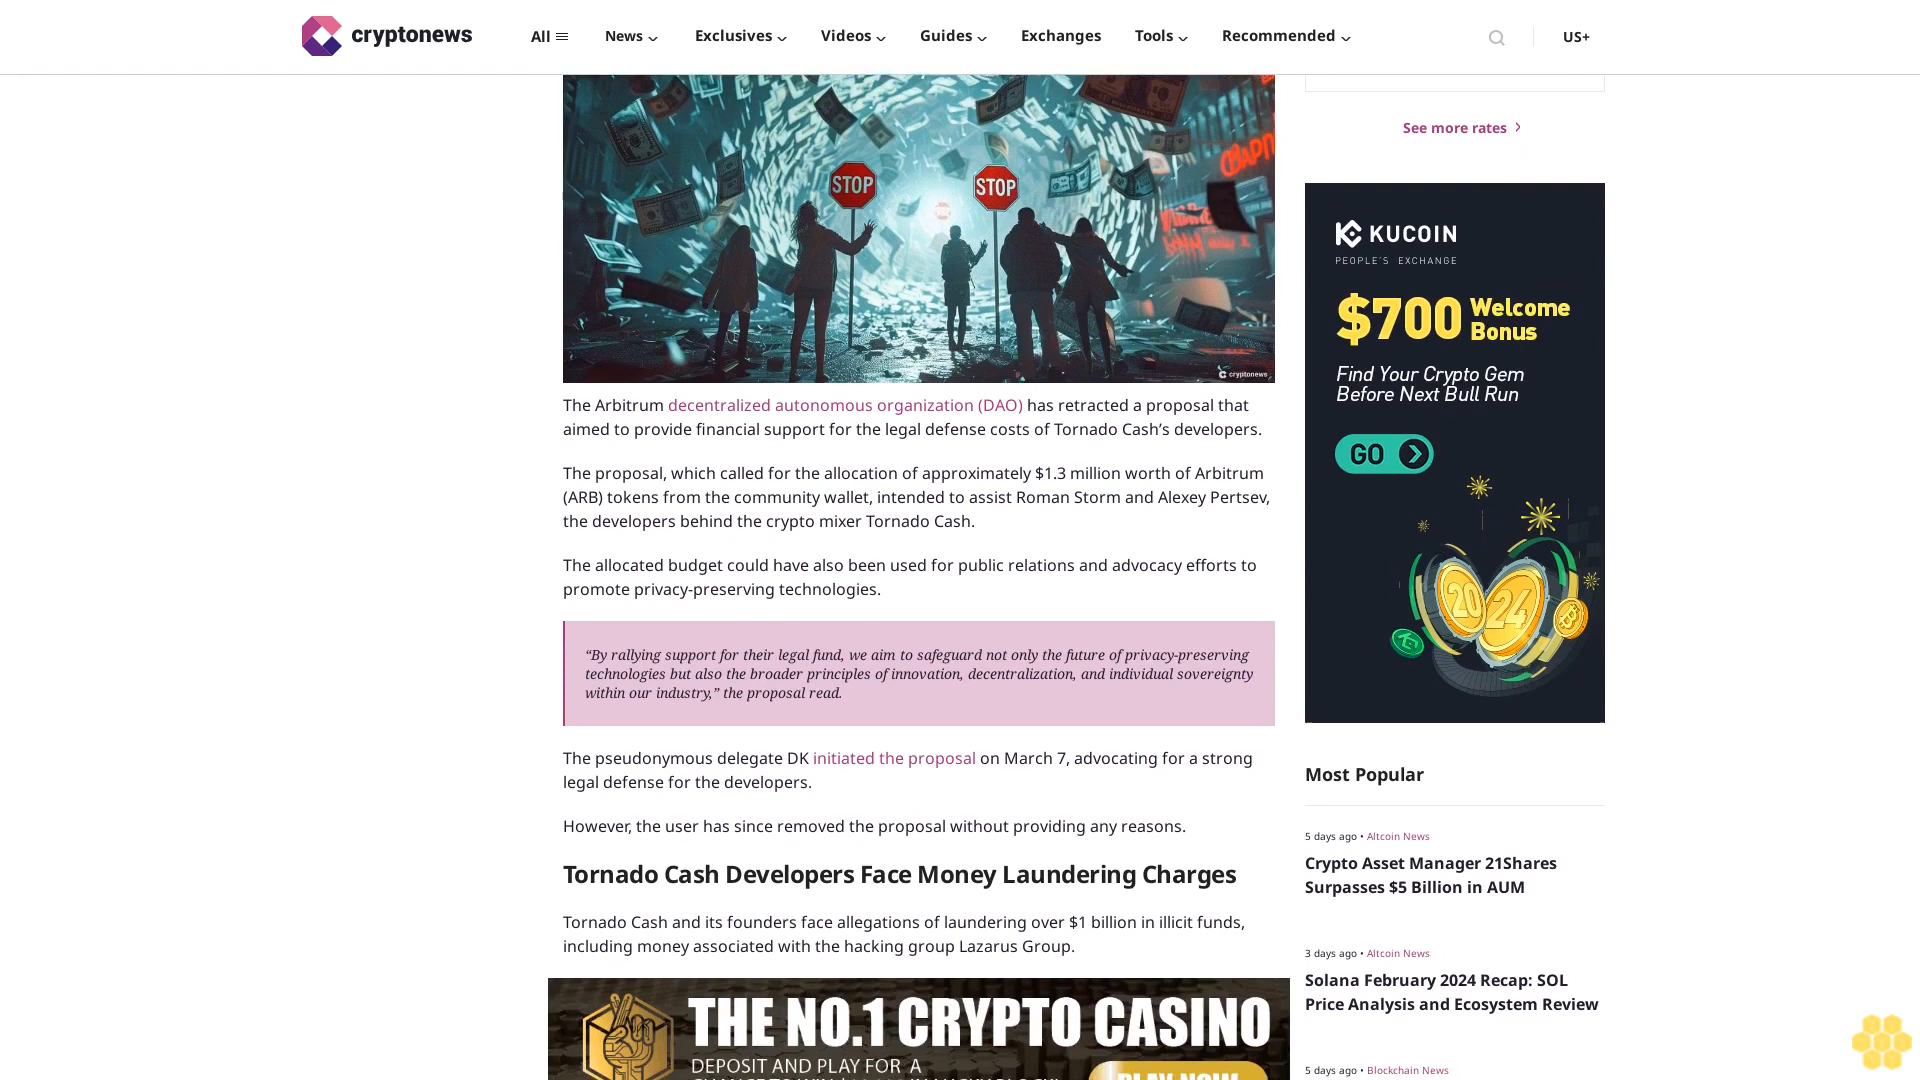 cryptonews
All
News
Exclusives
Videos
Guides
Exchanges
Tools
Recommended
US+
STOP
STOP
cryptonews
The Arbitrum decentralized autonomous organization (DAO) has retracted a proposal that
aimed to provide financial support for the legal defense costs of Tornado Cash’s developers.
The proposal, which called for the allocation of approximately $1.3 million worth of Arbitrum
(ARB) tokens from the community wallet, intended to assist Roman Storm and Alexey Pertsev,
the developers behind the crypto mixer Tornado Cash.
The allocated budget could have also been used for public relations and advocacy efforts to
promote privacy-preserving technologies.
“By rallying support for their legal fund, we aim to safeguard not only the future of privacy-preserving
technologies but also the broader principles of innovation, decentralization, and individual sovereignty
within our industry,” the proposal read.
The pseudonymous delegate DK initiated the proposal on March 7, advocating for a strong
legal defense for the developers.
However, the user has since removed the proposal without providing any reasons.
Tornado Cash Developers Face Money Laundering Charges
Tornado Cash and its founders face allegations of laundering over $1 billion in illicit funds,
including money associated with the hacking group Lazarus Group.
THE NO.1 CRYPTO CASINO
DEPOSIT AND PLAY FOR A
PLAY NOW
See more rates
KUCOIN
PEOPLE'S EXCHANGE
$700 Welcome
Bonus
Find Your Crypto Gem
Before Next Bull Run
GO
2024
Most Popular
5 days ago • Altcoin News
Crypto Asset Manager 21Shares
Surpasses $5 Billion in AUM
3 days ago • Altcoin News
Solana February 2024 Recap: SOL
Price Analysis and Ecosystem Review
5 days ago • Blockchain News